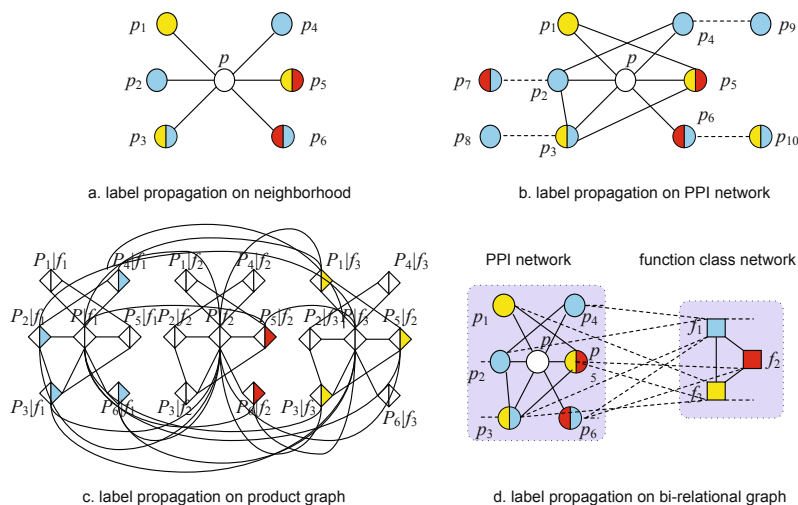 p1 p4
p2 p p5
p3 p6
a. label propagation on neighborhood
p1 p4 p9
p7 p2 p p5
p8 p3 p6 p10
b. label propagation on PPI network
P1|f1 P4|f1 P1|f2 P4|f2 P1|f3 P4|f3
P2|f1 P|f1 P5|f1 P2|f2 P|f2 P5|f2 P2|f3 P|f3 P5|f2
P3|f1 P6|f1 P3|f2 P6|f2 P3|f3 P6|f3
c. label propagation on product graph
PPI network function class network
p1 p4 f1
p2 p p5 f2
p3 p6 f3
d. label propagation on bi-relational graph